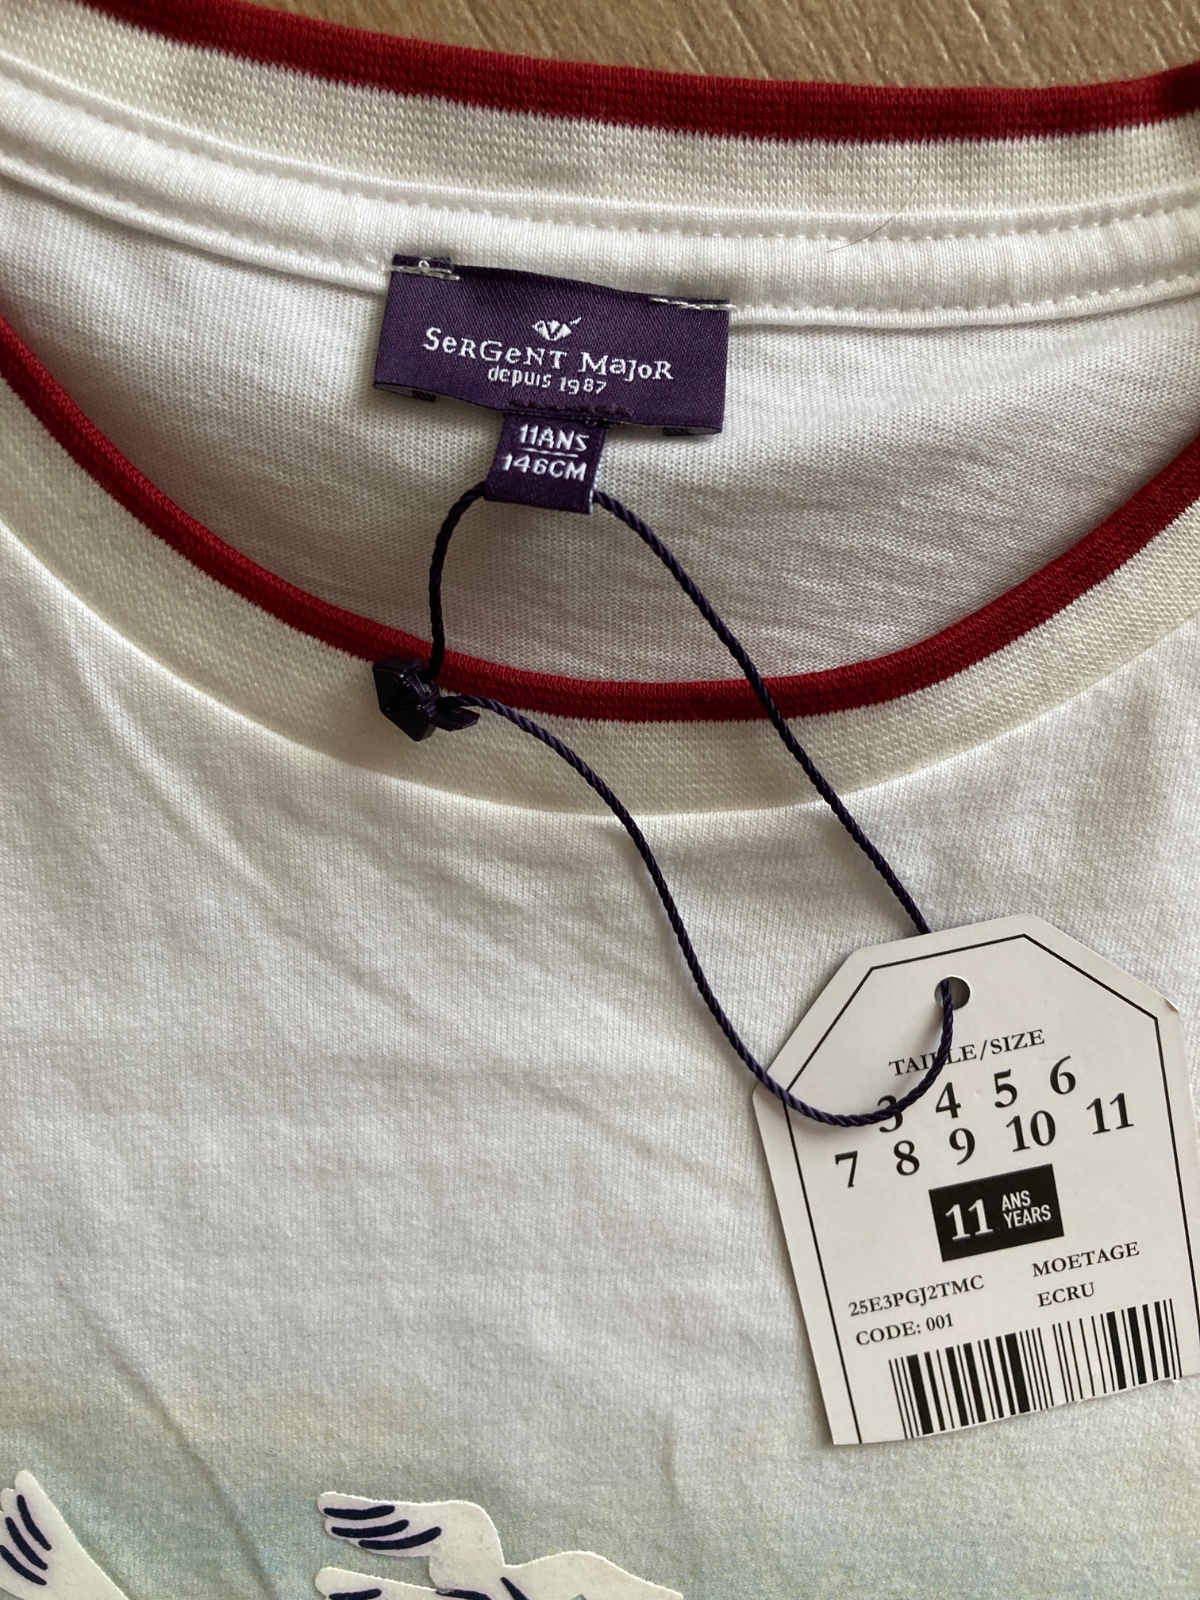 SeRGeNT MaJoR
depuis 1987
11ANS
146CM
TAILLE/SIZE
3 4 5 6
7 8 9 10 11
11 ANS YEARS
25E3PGJ2TMC MOETAGE
CODE: 001 ECRU